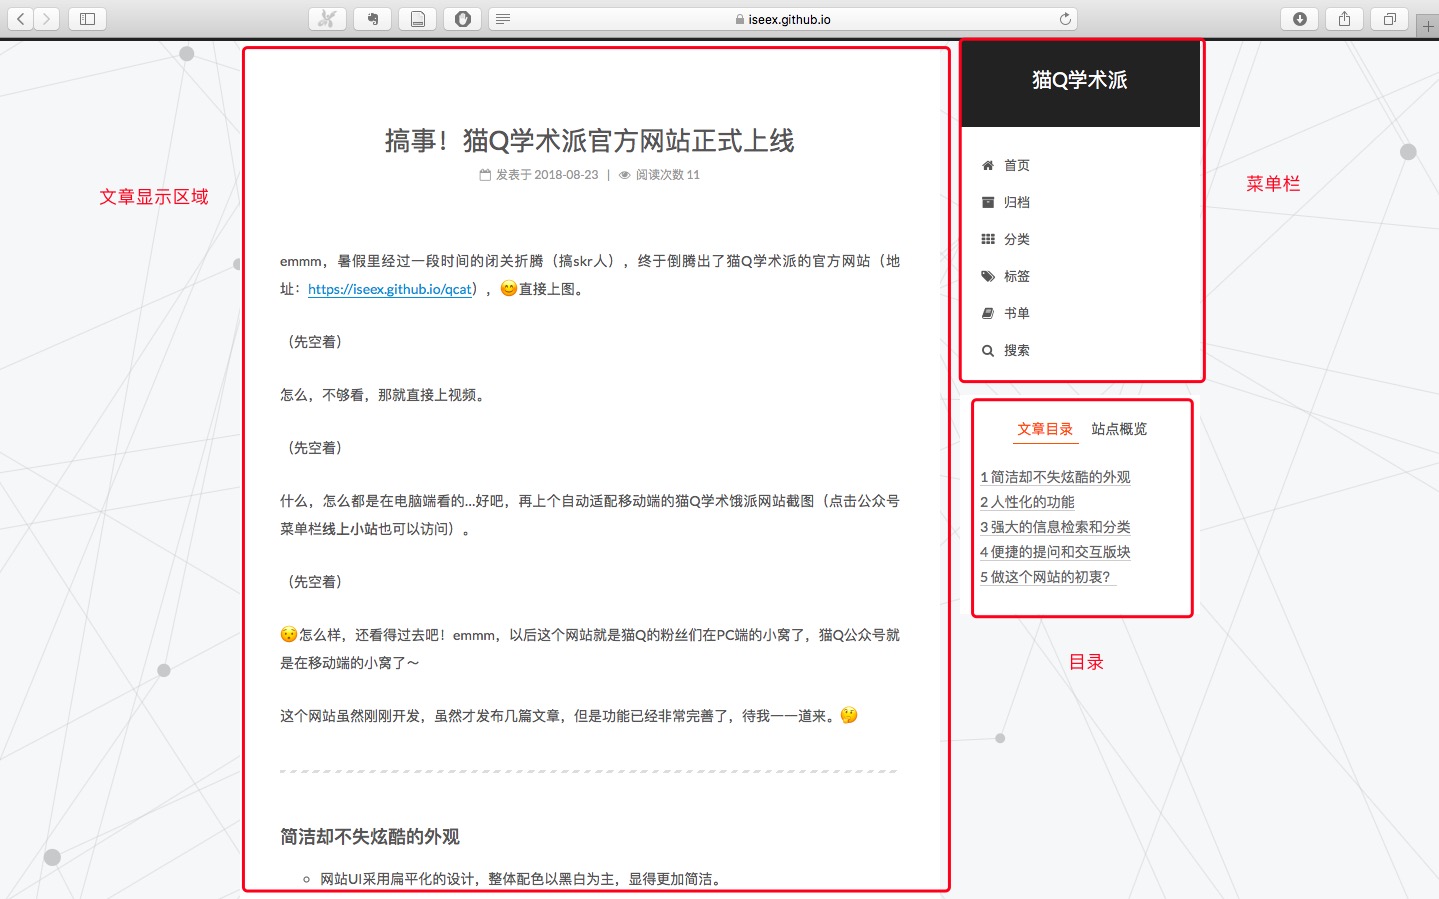 iseex.github.io
文章显示区域
搞事！猫Q学术派官方网站正式上线
发表于 2018-08-23 | 阅读次数 11
emmm，暑假里经过一段时间的闭关折腾（搞skr人），终于倒腾出了猫Q学术派的官方网站（地
址：https://iseex.github.io/qcat），😊直接上图。
（先空着）
怎么，不够看，那就直接上视频。
（先空着）
什么，怎么都是在电脑端看的...好吧，再上个自动适配移动端的猫Q学术饿派网站截图（点击公众号
菜单栏线上小站也可以访问）。
（先空着）
😯怎么样，还看得过去吧！emmm，以后这个网站就是猫Q的粉丝们在PC端的小窝了，猫Q公众号就
是在移动端的小窝了～
这个网站虽然刚刚开发，虽然才发布几篇文章，但是功能已经非常完善了，待我一一道来。🤔
简洁却不失炫酷的外观
网站UI采用扁平化的设计，整体配色以黑白为主，显得更加简洁。
猫Q学术派
首页
归档
分类
标签
书单
搜索
菜单栏
文章目录 站点概览
1 简洁却不失炫酷的外观
2 人性化的功能
3 强大的信息检索和分类
4 便捷的提问和交互版块
5 做这个网站的初衷？
目录